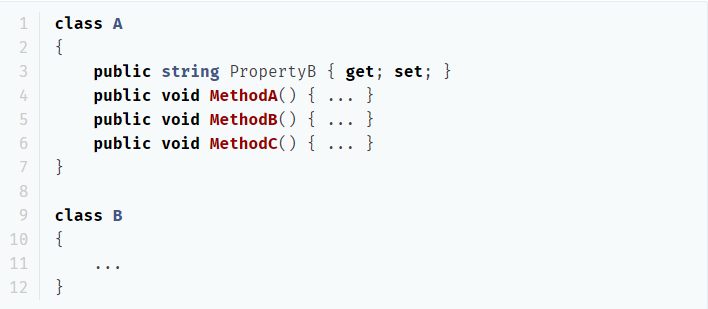 1 class A
2 {
3     public string PropertyB { get; set; }
4     public void MethodA() { ... }
5     public void MethodB() { ... }
6     public void MethodC() { ... }
7 }
8
9 class B
10 {
11     ...
12 }